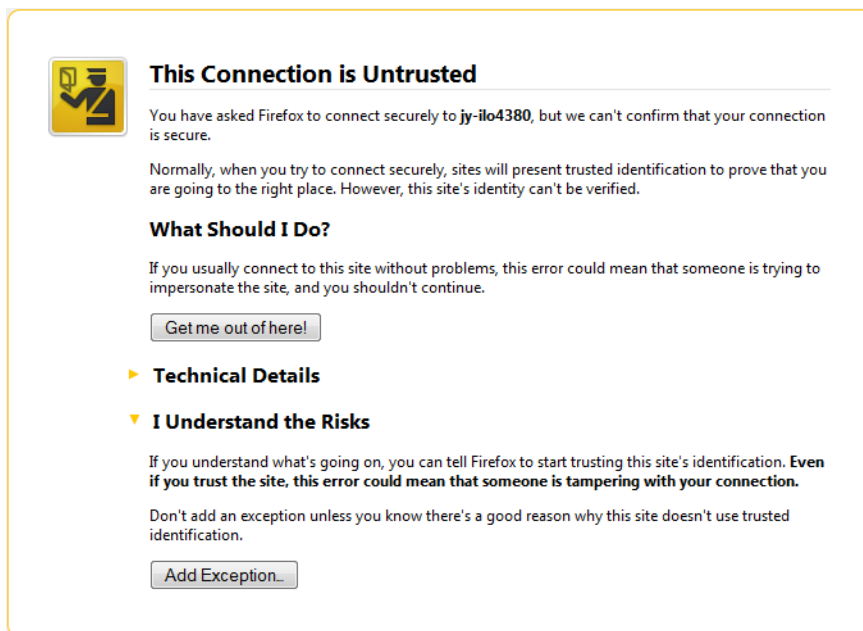 This Connection is Untrusted
You have asked Firefox to connect securely to jy-ilo4380, but we can't confirm that your connection
is secure.
Normally, when you try to connect securely, sites will present trusted identification to prove that you
are going to the right place. However, this site's identity can't be verified.
What Should I Do?
If you usually connect to this site without problems, this error could mean that someone is trying to
impersonate the site, and you shouldn't continue.
Get me out of here!
Technical Details
I Understand the Risks
If you understand what's going on, you can tell Firefox to start trusting this site's identification. Even
if you trust the site, this error could mean that someone is tampering with your connection.
Don't add an exception unless you know there's a good reason why this site doesn't use trusted
identification.
Add Exception...